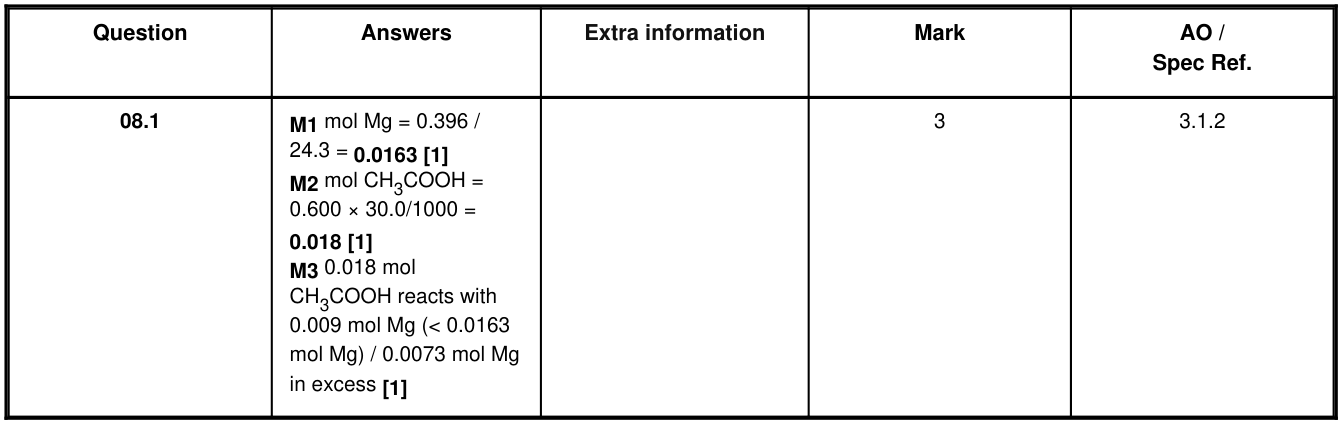 Question Answers Extra information Mark AO /
Spec Ref.
08.1 M1 mol Mg = 0.396 / 3 3.1.2
24.3 = 0.0163 [1]
M2 mol CH3COOH =
0.600 × 30.0/1000 =
0.018 [1]
M3 0.018 mol
CH3COOH reacts with
0.009 mol Mg (< 0.0163
mol Mg) / 0.0073 mol Mg
in excess [1]